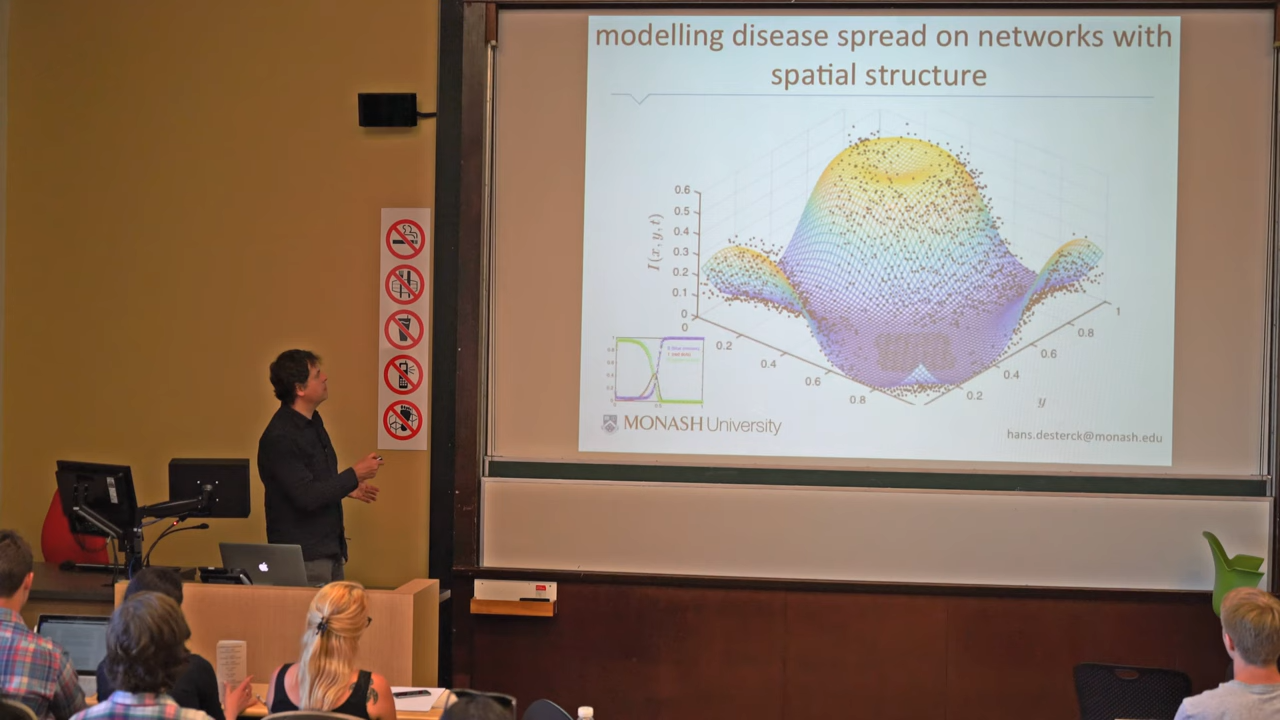 modelling disease spread on networks with
spatial structure
0.6
0.5
0.4
0.3
0.2
0.1
0
I(x,y,t)
0
0.2
0.4
0.6
0.8
0.2
0.4
0.6
0.8
1
y
MONASH University
hans.desterck@monash.edu